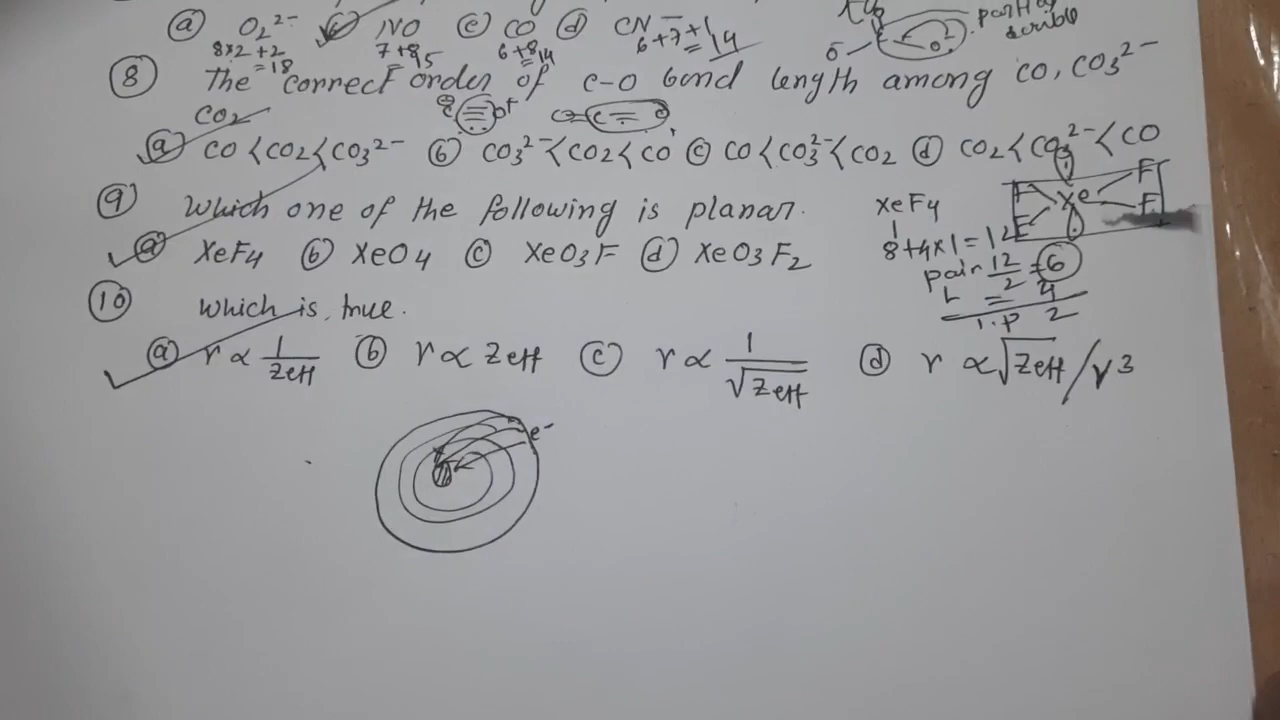 ⓐ O₂²⁻ ⓑ NO ⓒ CO ⓓ CN⁻
8×2+2 7+8 6+8 6+7+1
=18 =15 =14 =14
⑧ The correct order of C-O bond length among CO, CO₃²⁻
CO₂
ⓐ CO <CO₂<CO₃²⁻ ⓑ CO₃²⁻<CO₂<CO ⓒ CO<CO₃²⁻<CO₂ ⓓ CO₂<CO₃²⁻<CO
⑨ Which one of the following is planar.
ⓐ XeF₄ ⓑ XeO₄ ⓒ XeO₃F ⓓ XeO₃F₂
XeF₄
8+4×1=12
pair 12/2 =6
L = 4
l.p 2
F Xe F
F F
⑩ which is, true.
ⓐ r ∝ 1/Zeff ⓑ r ∝ Zeff ⓒ r ∝ 1/√Zeff ⓓ r ∝ √Zeff/r³
e⁻